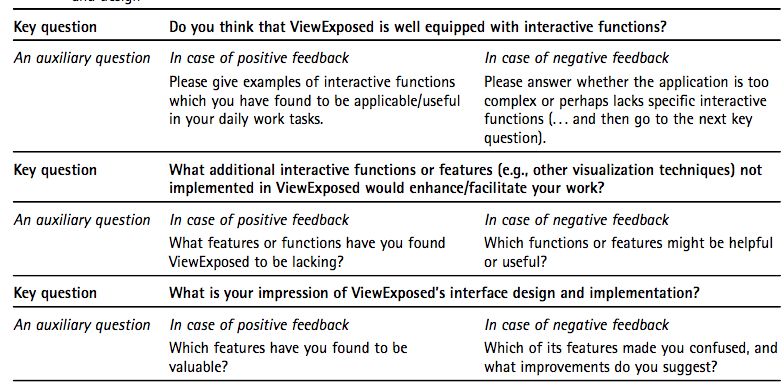 and design
Key question Do you think that ViewExposed is well equipped with interactive functions?
An auxiliary question In case of positive feedback In case of negative feedback
Please give examples of interactive functions Please answer whether the application is too
which you have found to be applicable/useful complex or perhaps lacks specific interactive
in your daily work tasks. functions (… and then go to the next key
question).
Key question What additional interactive functions or features (e.g., other visualization techniques) not
implemented in ViewExposed would enhance/facilitate your work?
An auxiliary question In case of positive feedback In case of negative feedback
What features or functions have you found Which functions or features might be helpful
ViewExposed to be lacking? or useful?
Key question What is your impression of ViewExposed's interface design and implementation?
An auxiliary question In case of positive feedback In case of negative feedback
Which features have you found to be Which of its features made you confused, and
valuable? what improvements do you suggest?